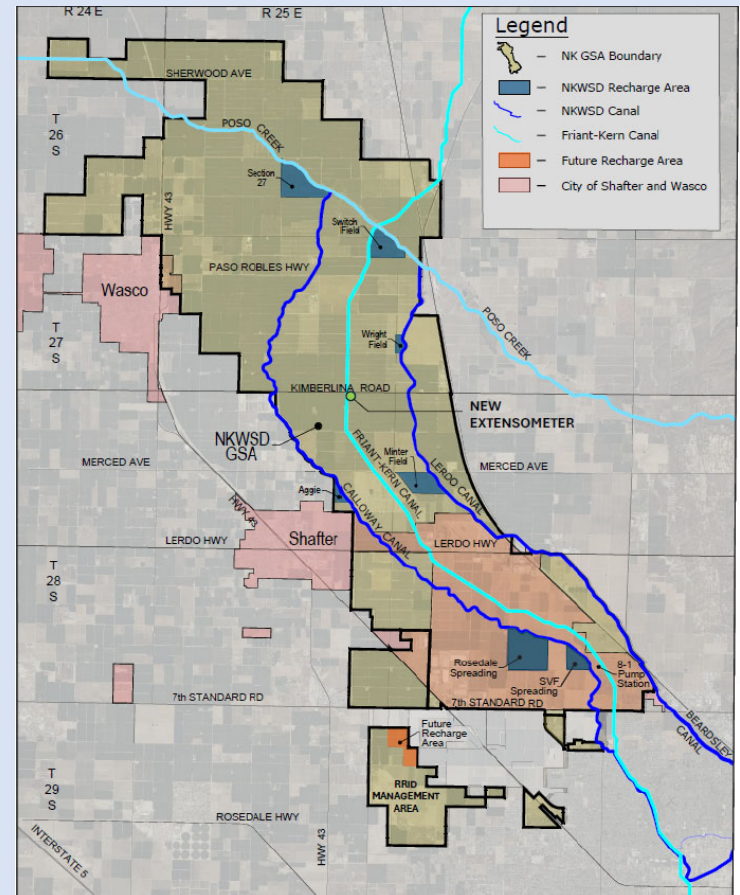 R 24 E
R 25 E
Legend
– NK GSA Boundary
– NKWSD Recharge Area
– NKWSD Canal
– Friant-Kern Canal
– Future Recharge Area
– City of Shafter and Wasco
SHERWOOD AVE
T
26
S
POSO CREEK
HWY 43
Section
27
Switch
Field
PASO ROBLES HWY
Wasco
POSO CREEK
T
27
S
Wright
Field
KIMBERLINA ROAD
NEW
EXTENSOMETER
NKWSD
GSA
MERCED AVE
Minter
Field
MERCED AVE
FRIANT-KERN CANAL
LERDO CANAL
Aggie
HWY 43
CALLOWAY CANAL
LERDO HWY
Shafter
LERDO HWY
T
28
S
Rosedale
Spreading
SVF
Spreading
8-1
Pump
Station
7th STANDARD RD
7th STANDARD RD
BEARDSLEY
CANAL
Future
Recharge
Area
T
29
S
RRID
MANAGEMENT
AREA
ROSEDALE HWY
HWY 43
INTERSTATE 5